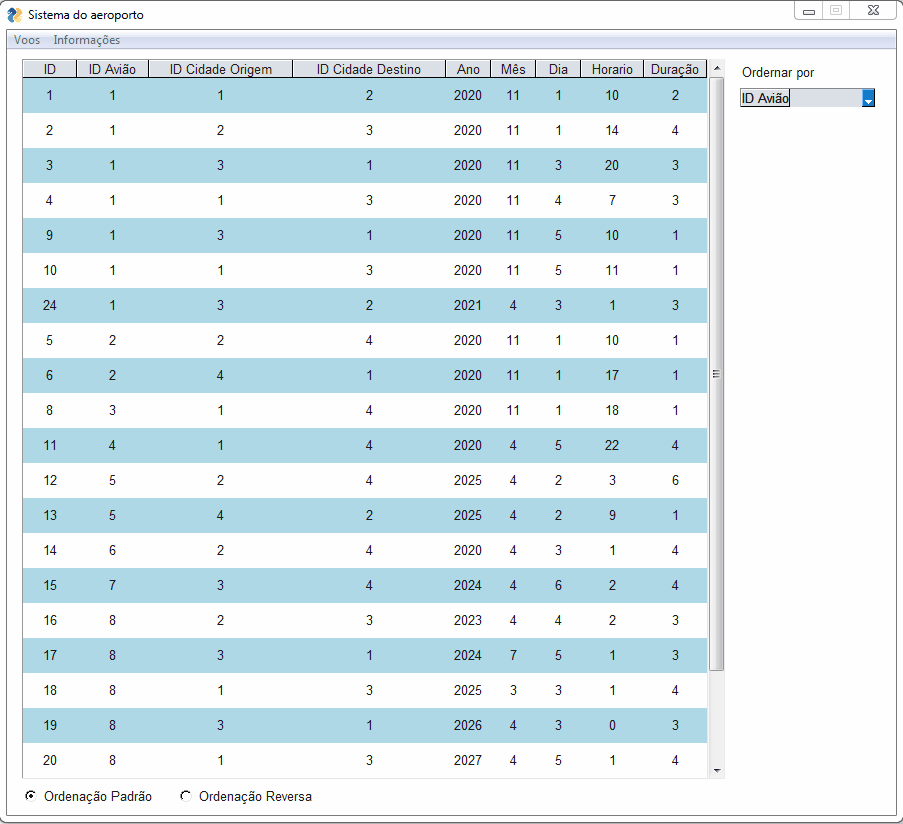 Sistema do aeroporto
Voos Informações
ID ID Avião ID Cidade Origem ID Cidade Destino Ano Mês Dia Horario Duração
Ordernar por
ID Avião
1 1 1 2 2020 11 1 10 2
2 1 2 3 2020 11 1 14 4
3 1 3 1 2020 11 3 20 3
4 1 1 3 2020 11 4 7 3
9 1 3 1 2020 11 5 10 1
10 1 1 3 2020 11 5 11 1
24 1 3 2 2021 4 3 1 3
5 2 2 4 2020 11 1 10 1
6 2 4 1 2020 11 1 17 1
8 3 1 4 2020 11 1 18 1
11 4 1 4 2020 4 5 22 4
12 5 2 4 2025 4 2 3 6
13 5 4 2 2025 4 2 9 1
14 6 2 4 2020 4 3 1 4
15 7 3 4 2024 4 6 2 4
16 8 2 3 2023 4 4 2 3
17 8 3 1 2024 7 5 1 3
18 8 1 3 2025 3 3 1 4
19 8 3 1 2026 4 3 0 3
20 8 1 3 2027 4 5 1 4
Ordenação Padrão Ordenação Reversa